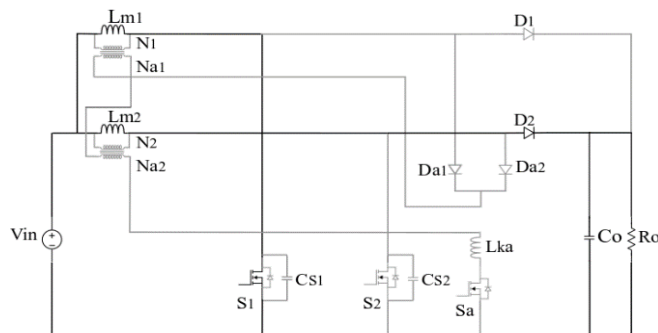 Lm1
D1
N1
Na1
Lm2
D2
N2
Na2
Da1
Da2
Vin
Lka
Co
Ro
Cs1
Cs2
S1
S2
Sa